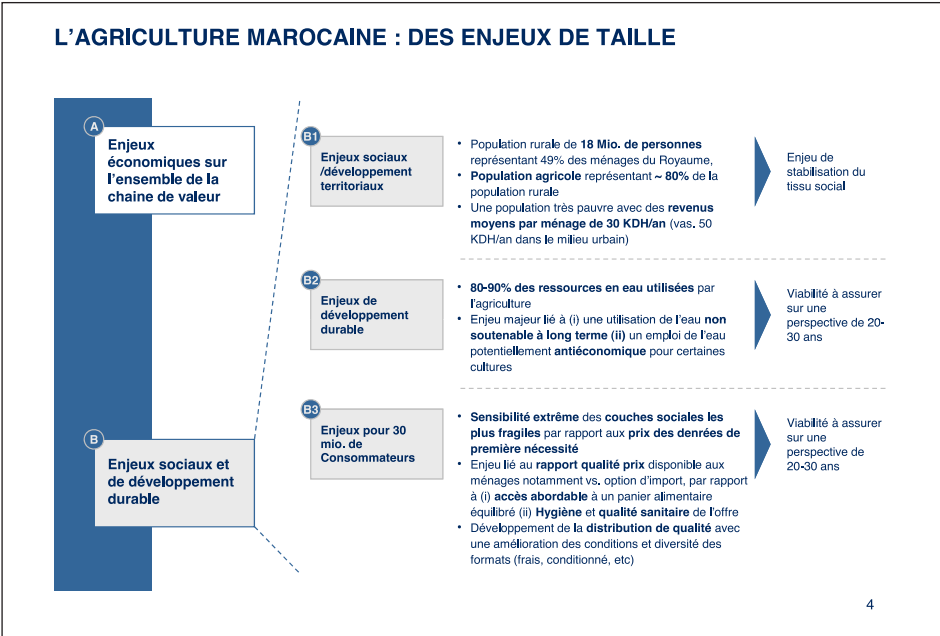 L'AGRICULTURE MAROCAINE : DES ENJEUX DE TAILLE
A
Enjeux
économiques sur
l'ensemble de la
chaine de valeur
B
Enjeux sociaux et
de développement
durable
B1
Enjeux sociaux
/développement
territoriaux
• Population rurale de 18 Mio. de personnes
représentant 49% des ménages du Royaume,
• Population agricole représentant ~ 80% de la
population rurale
• Une population très pauvre avec des revenus
moyens par ménage de 30 KDH/an (vas. 50
KDH/an dans le milieu urbain)
Enjeu de
stabilisation du
tissu social
B2
Enjeux de
développement
durable
• 80-90% des ressources en eau utilisées par
l'agriculture
• Enjeu majeur lié à (i) une utilisation de l'eau non
soutenable à long terme (ii) un emploi de l'eau
potentiellement antiéconomique pour certaines
cultures
Viabilité à assurer
sur une
perspective de 20-
30 ans
B3
Enjeux pour 30
mio. de
Consommateurs
• Sensibilité extrême des couches sociales les
plus fragiles par rapport aux prix des denrées de
première nécessité
• Enjeu lié au rapport qualité prix disponible aux
ménages notamment vs. option d'import, par rapport
à (i) accès abordable à un panier alimentaire
équilibré (ii) Hygiène et qualité sanitaire de l'offre
• Développement de la distribution de qualité avec
une amélioration des conditions et diversité des
formats (frais, conditionné, etc)
Viabilité à assurer
sur une
perspective de
20-30 ans
4